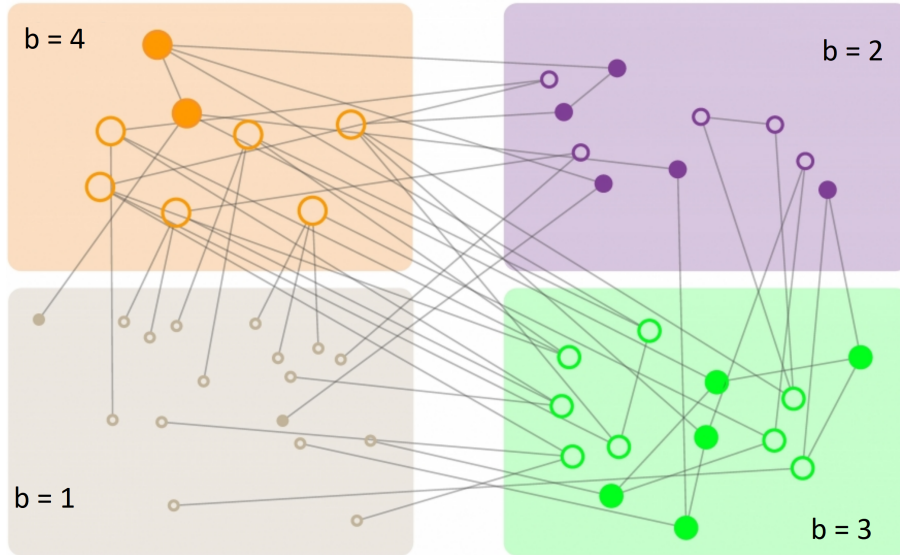 b = 4
b = 2
b = 1
b = 3